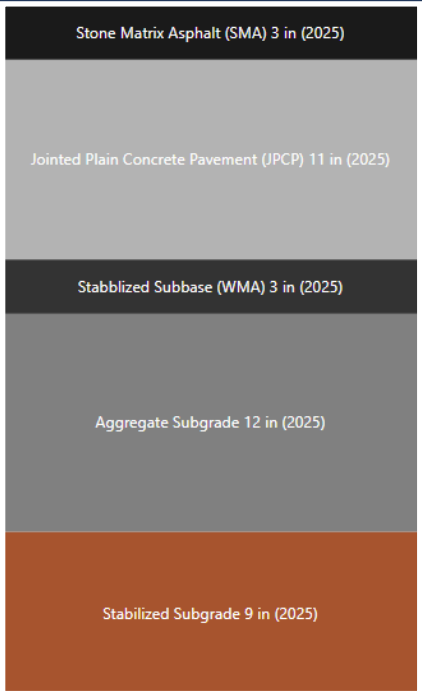 Stone Matrix Asphalt (SMA) 3 in (2025)
Jointed Plain Concrete Pavement (JPCP) 11 in (2025)
Stabblized Subbase (WMA) 3 in (2025)
Aggregate Subgrade 12 in (2025)
Stabilized Subgrade 9 in (2025)